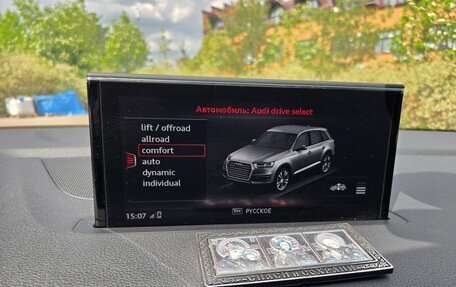 Автомобиль: Audi drive select
lift / offroad
allroad
comfort
auto
dynamic
individual
15:07
РУССКОЕ